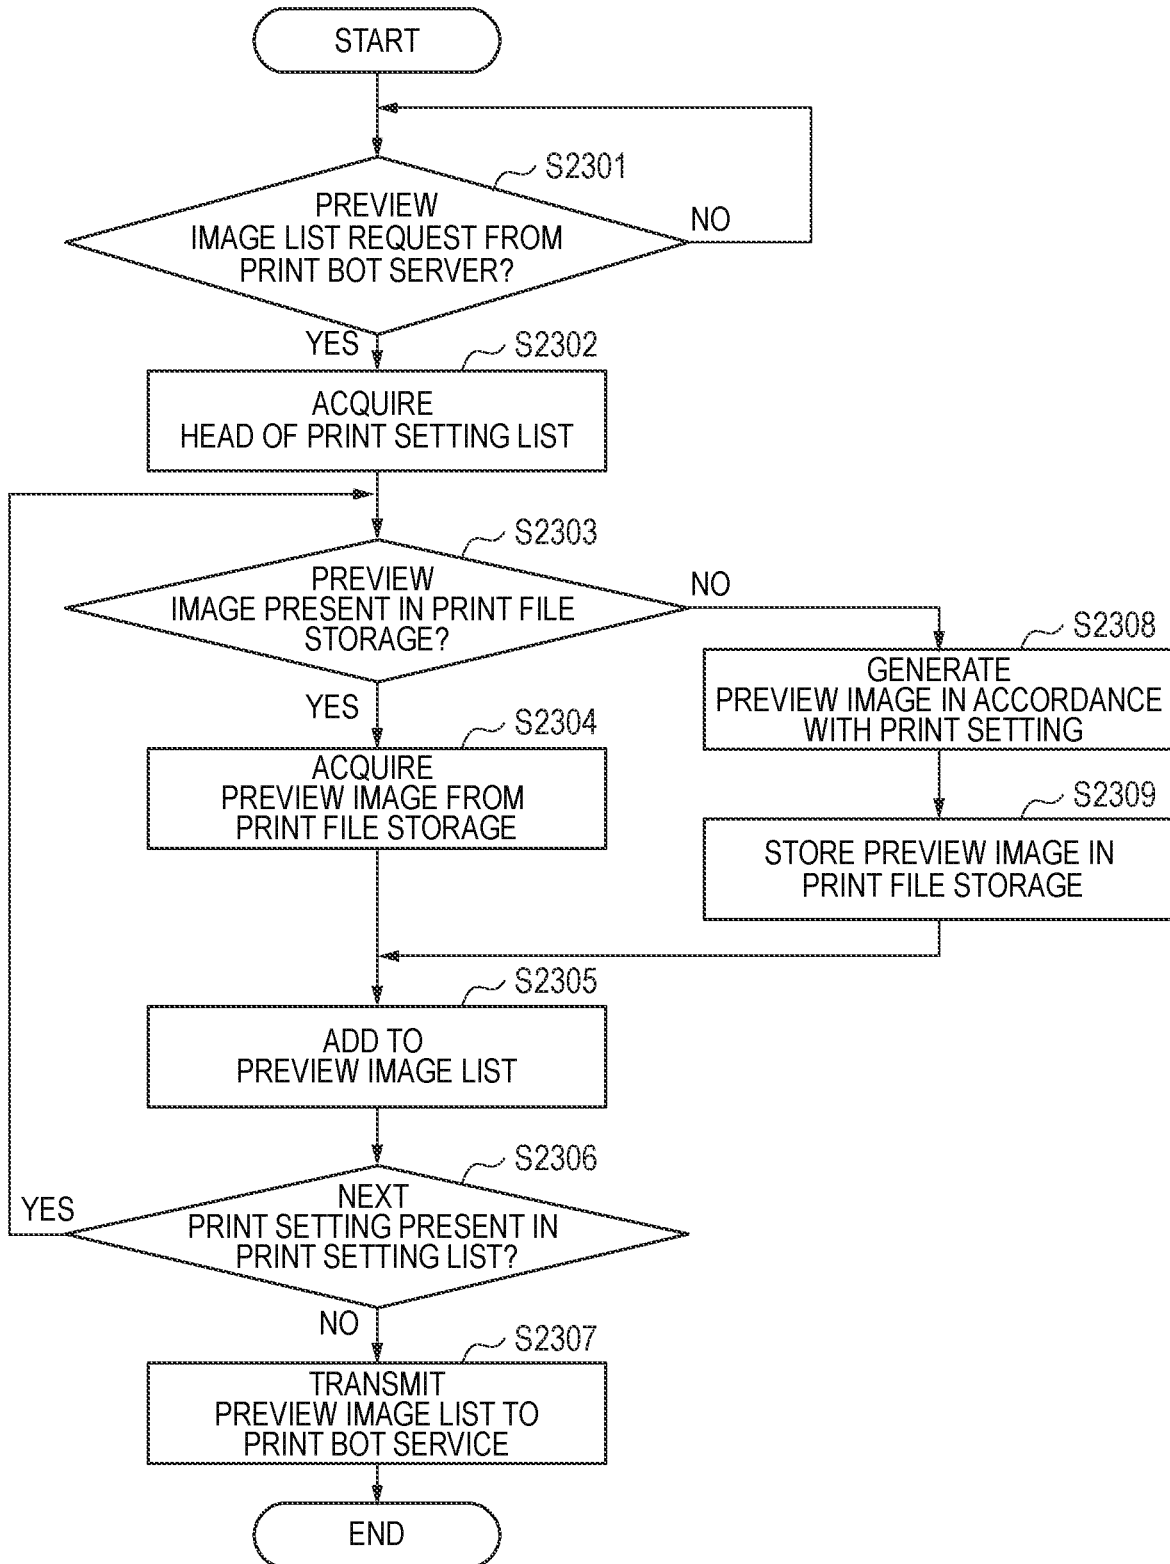 START
S2301
PREVIEW
IMAGE LIST REQUEST FROM
PRINT BOT SERVER?
NO
YES
S2302
ACQUIRE
HEAD OF PRINT SETTING LIST
S2303
PREVIEW
IMAGE PRESENT IN PRINT FILE
STORAGE?
NO
YES
S2308
GENERATE
PREVIEW IMAGE IN ACCORDANCE
WITH PRINT SETTING
S2304
ACQUIRE
PREVIEW IMAGE FROM
PRINT FILE STORAGE
S2309
STORE PREVIEW IMAGE IN
PRINT FILE STORAGE
S2305
ADD TO
PREVIEW IMAGE LIST
S2306
NEXT
PRINT SETTING PRESENT IN
PRINT SETTING LIST?
YES
NO
S2307
TRANSMIT
PREVIEW IMAGE LIST TO
PRINT BOT SERVICE
END